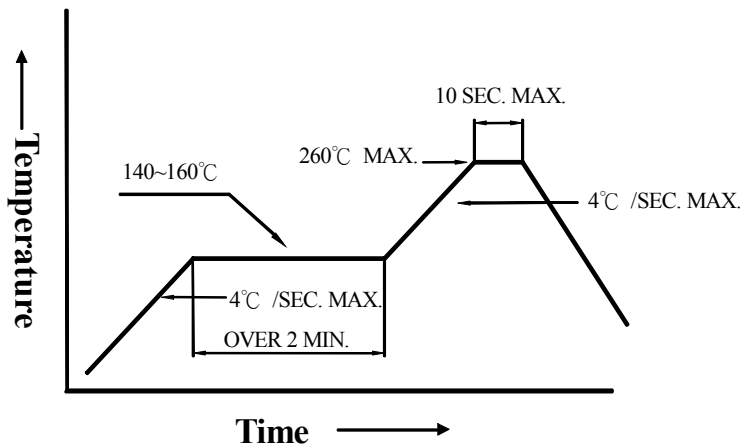 10 SEC. MAX.
260℃ MAX.
140~160℃
4℃ /SEC. MAX.
4℃ /SEC. MAX.
OVER 2 MIN.
Temperature
Time